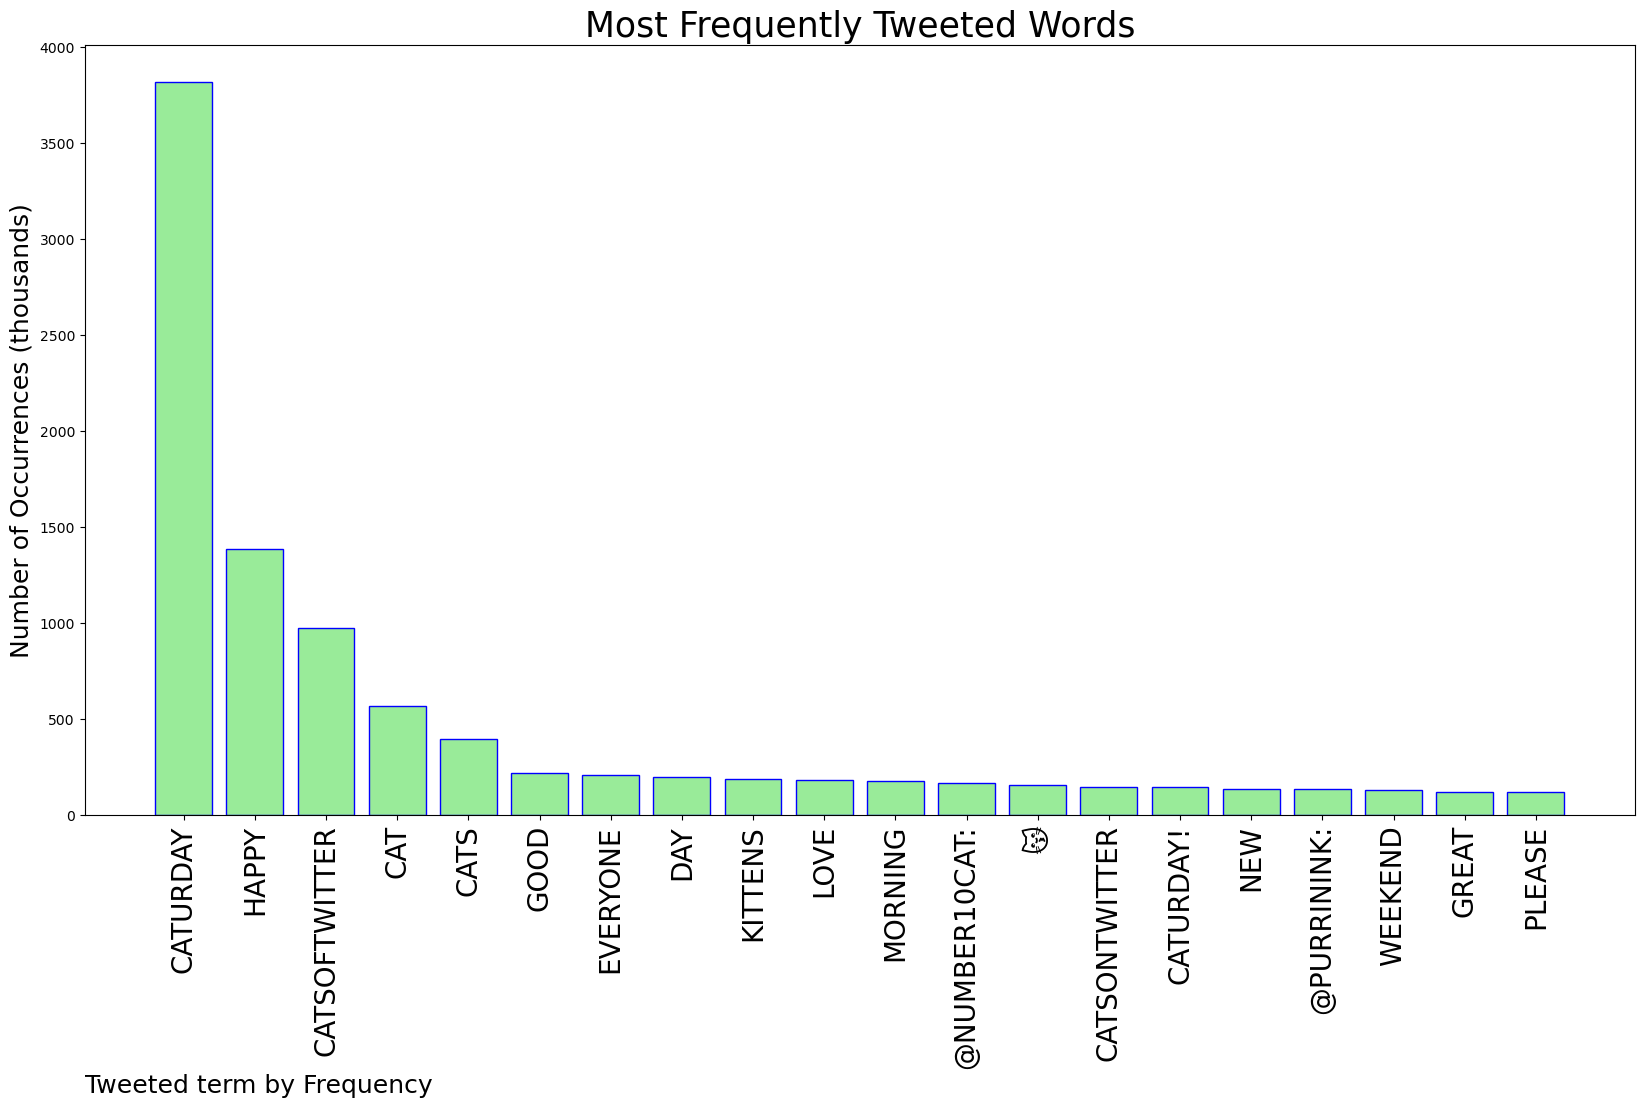 Most Frequently Tweeted Words
Number of Occurrences (thousands)
4000
3500
3000
2500
2000
1500
1000
500
0
CATURDAY
HAPPY
CATSOFTWITTER
CAT
CATS
GOOD
EVERYONE
DAY
KITTENS
LOVE
MORNING
@NUMBER10CAT:
😽
CATSONTWITTER
CATURDAY!
NEW
@PURRININK:
WEEKEND
GREAT
PLEASE
Tweeted term by Frequency